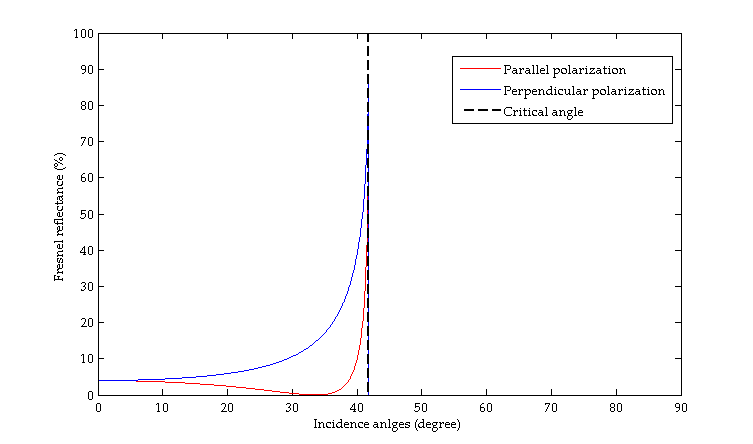 100
90
80
70
60
50
40
30
20
10
0
Fresnel reflectance (%)
Parallel polarization
Perpendicular polarization
Critical angle
0 10 20 30 40 50 60 70 80 90
Incidence anlges (degree)